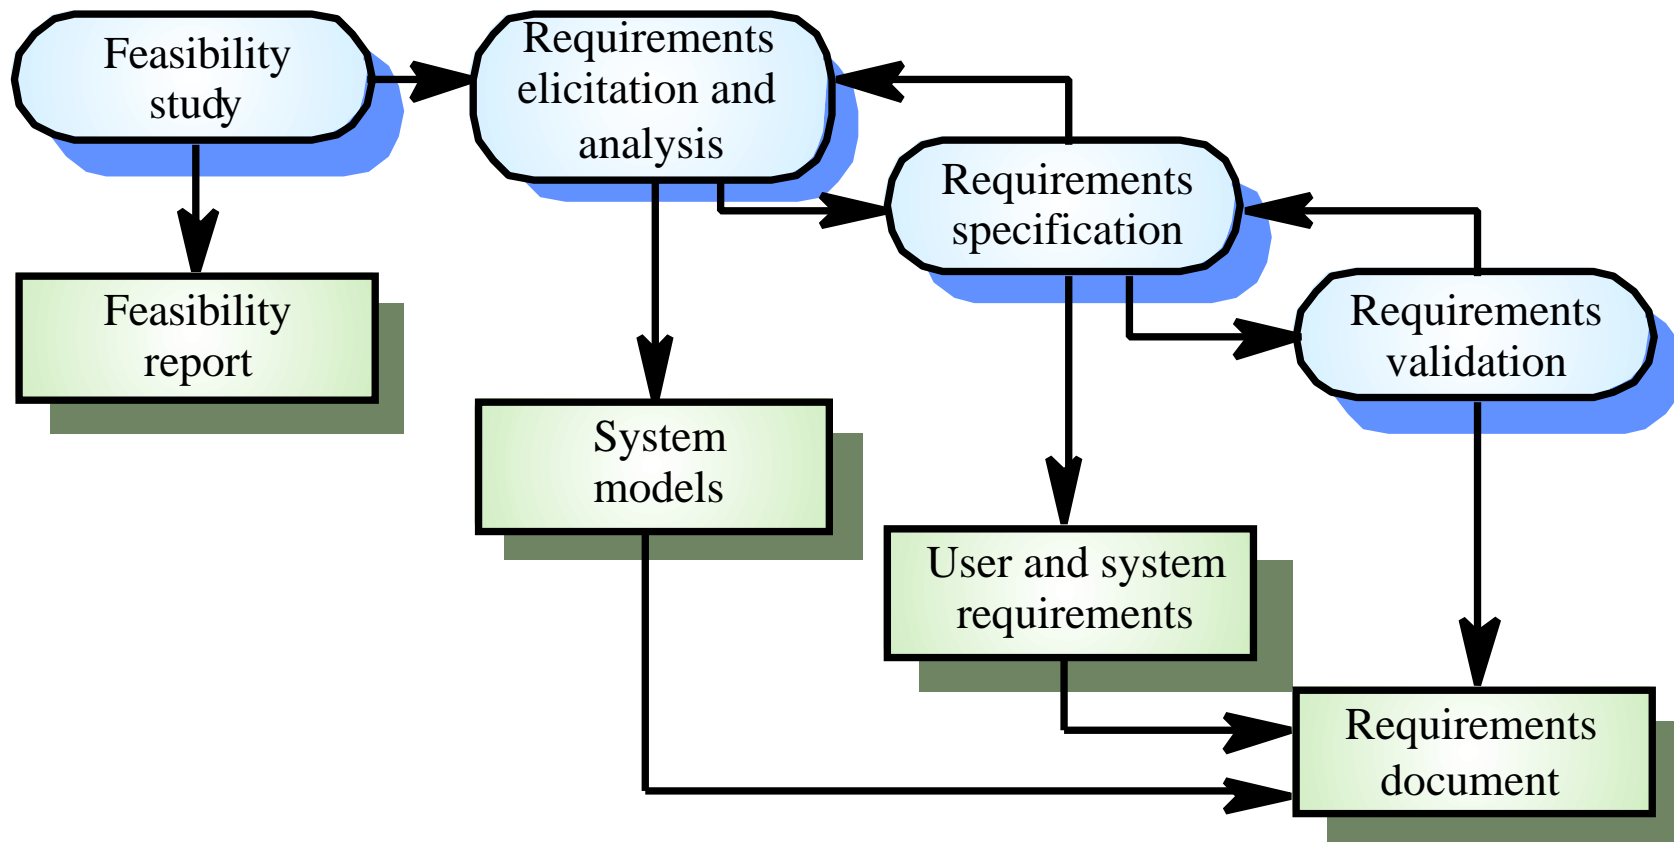 Feasibility
study
Requirements
elicitation and
analysis
Requirements
specification
Requirements
validation
Feasibility
report
System
models
User and system
requirements
Requirements
document